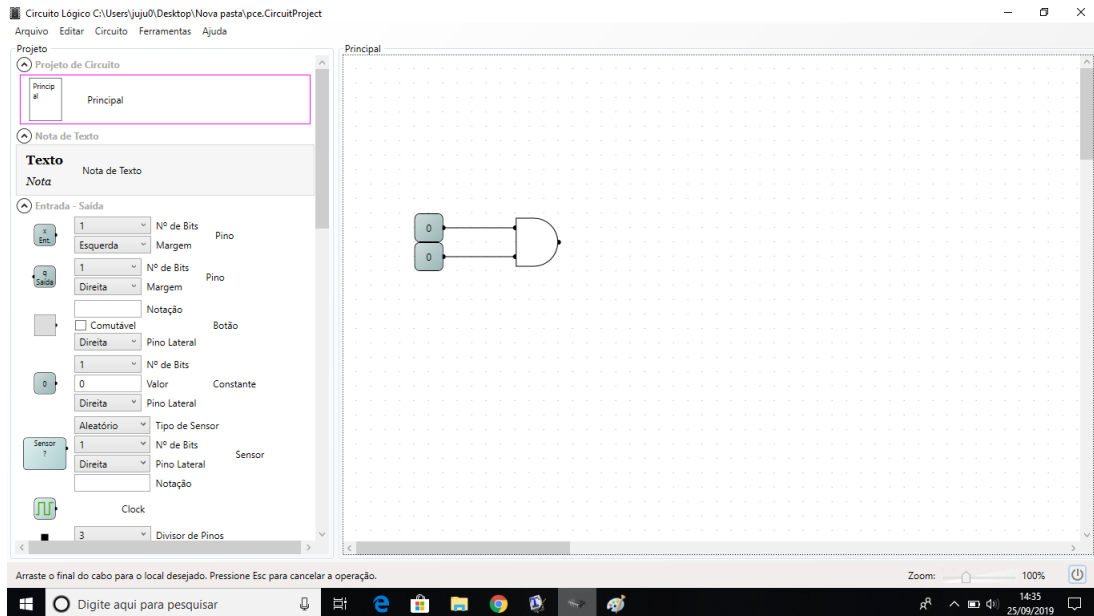 Circuito Lógico C:\Users\juju0\Desktop\Nova pasta\pce.CircuitProject
Arquivo Editar Circuito Ferramentas Ajuda
Projeto
Projeto de Circuito
Princip
al
Principal
Nota de Texto
Texto
Nota
Nota de Texto
Entrada - Saída
x
Ent.
1 Nº de Bits
Esquerda Margem
Pino
q
Saída
1 Nº de Bits
Direita Margem
Pino
Notação
Comutável
Botão
Direita Pino Lateral
1 Nº de Bits
0
0 Valor
Constante
Direita Pino Lateral
Aleatório Tipo de Sensor
Sensor
?
1 Nº de Bits
Direita Pino Lateral
Sensor
Notação
Clock
3 Divisor de Pinos
Principal
0
0
Arraste o final do cabo para o local desejado. Pressione Esc para cancelar a operação.
Zoom: 100%
Digite aqui para pesquisar
14:35
25/09/2019